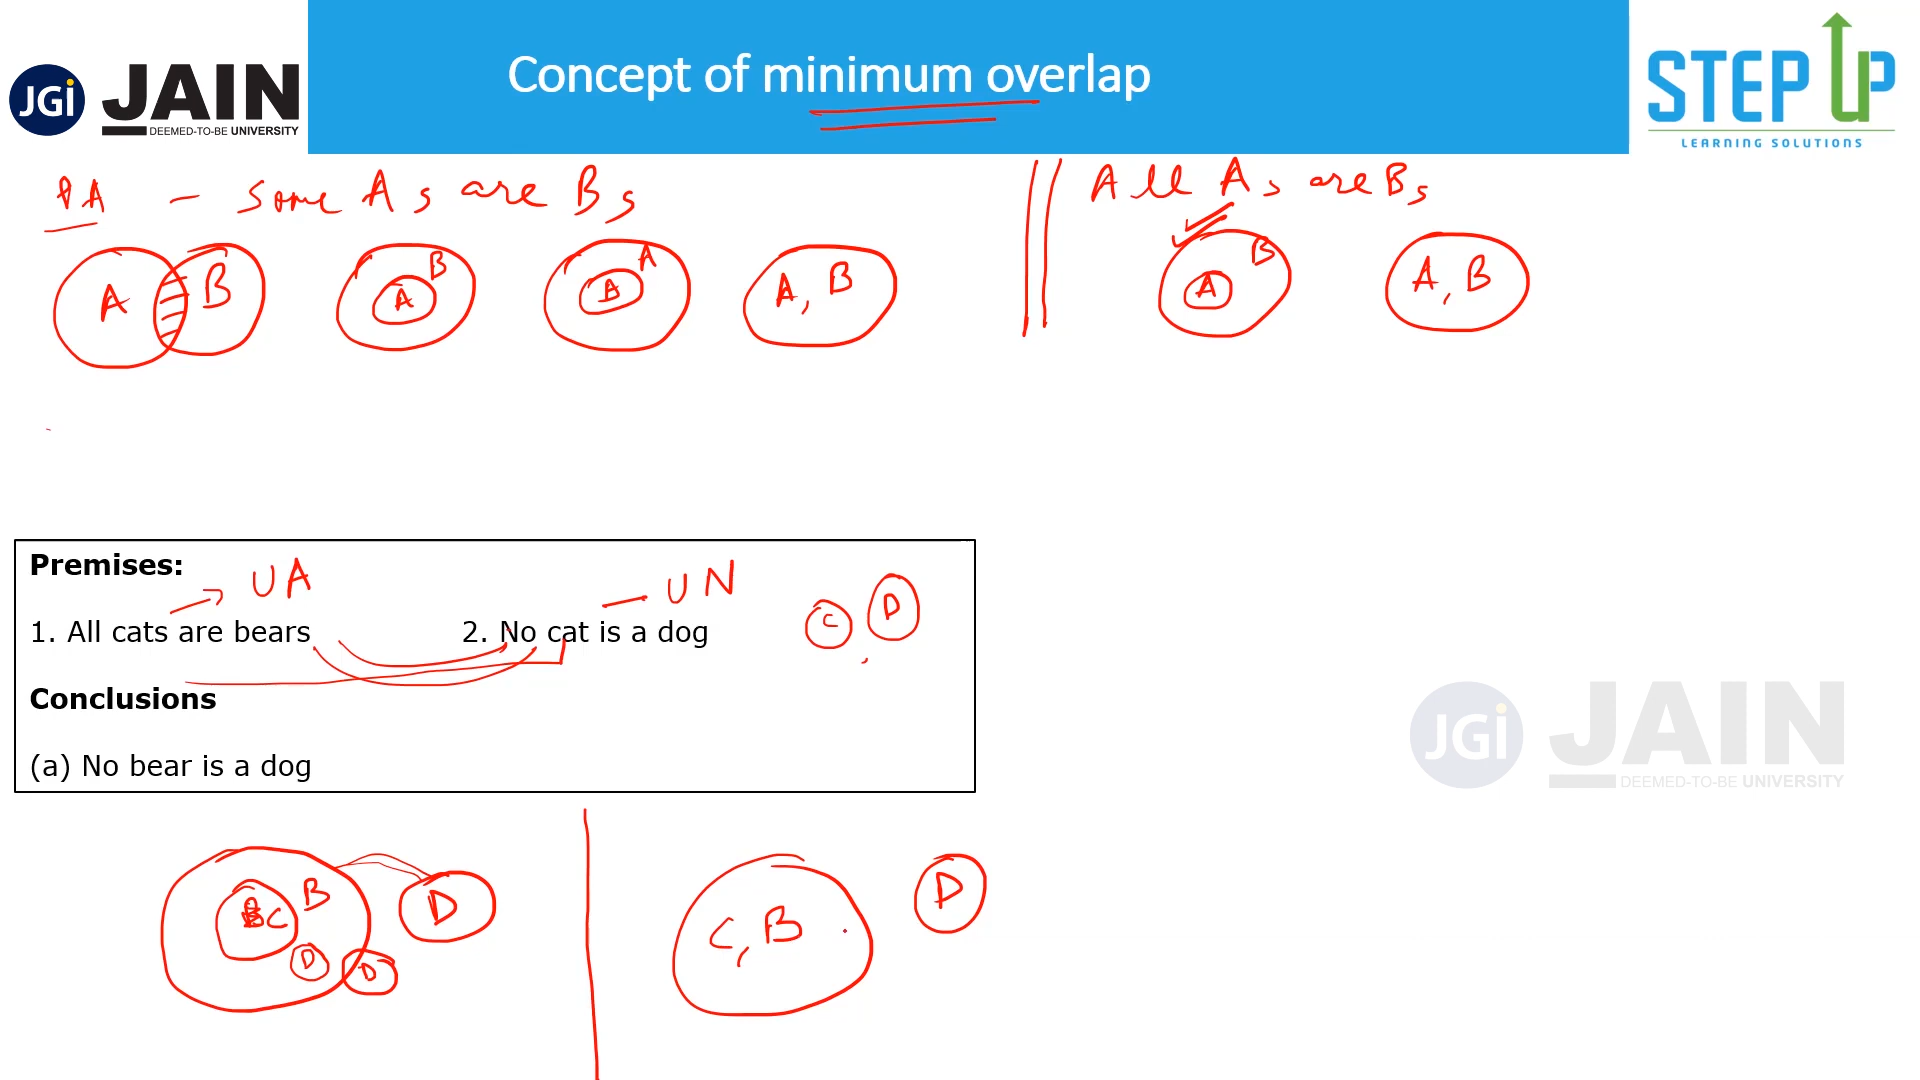 Concept of minimum overlap
JGi JAIN
DEEMED-TO-BE UNIVERSITY
STEP UP
LEARNING SOLUTIONS
PA - Some As are Bs
All As are Bs
A B
B
A
A
B
A, B
B
A
A, B
Premises:
UA
UN
1. All cats are bears 2. No cat is a dog
C D
Conclusions
(a) No bear is a dog
JGi JAIN
DEEMED-TO-BE UNIVERSITY
B C B D
D D
C, B D